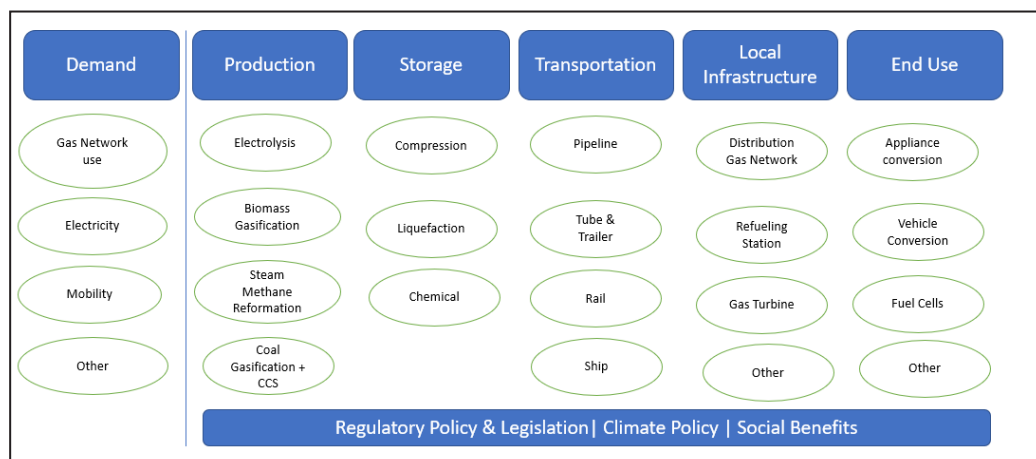 Demand
Production
Storage
Transportation
Local
Infrastructure
End Use
Gas Network
use
Electrolysis
Compression
Pipeline
Distribution
Gas Network
Appliance
conversion
Electricity
Biomass
Gasification
Liquefaction
Tube &
Trailer
Refueling
Station
Vehicle
Conversion
Mobility
Steam
Methane
Reformation
Chemical
Rail
Gas Turbine
Fuel Cells
Other
Coal
Gasification +
CCS
Ship
Other
Other
Regulatory Policy & Legislation| Climate Policy | Social Benefits